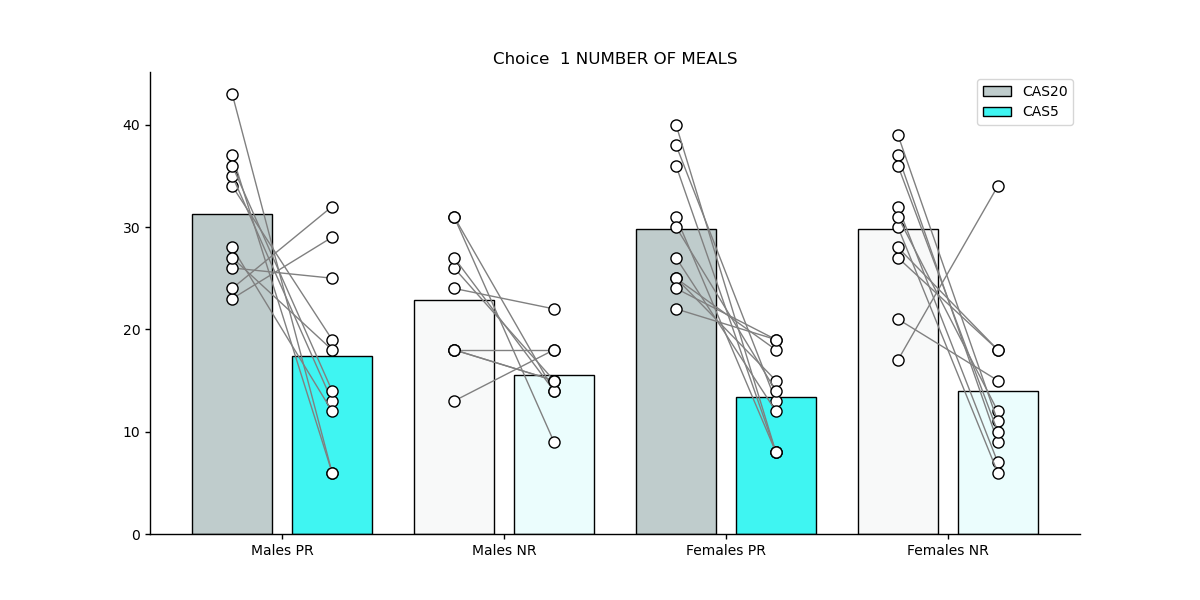 Choice  1 NUMBER OF MEALS
CAS20
CAS5
40
30
20
10
0
Males PR
Males NR
Females PR
Females NR